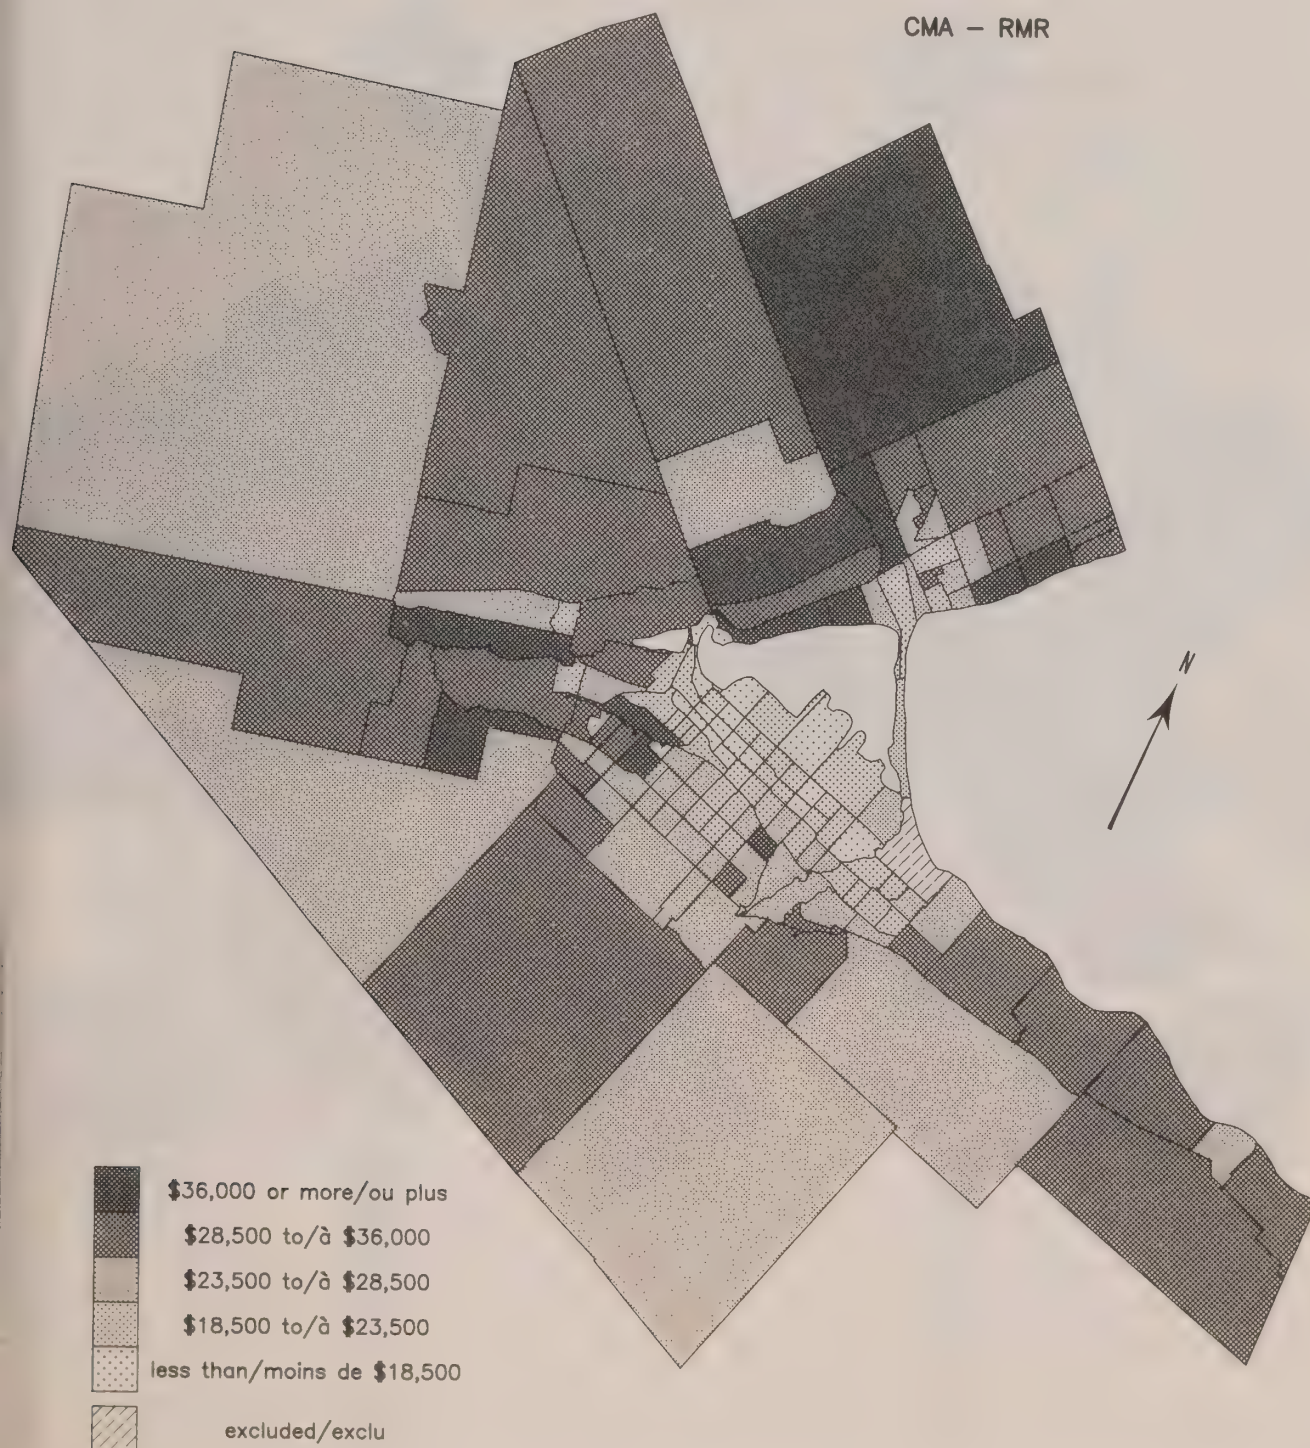 CMA – RMR
N
$36,000 or more/ou plus
$28,500 to/à $36,000
$23,500 to/à $28,500
$18,500 to/à $23,500
less than/moins de $18,500
excluded/exclu